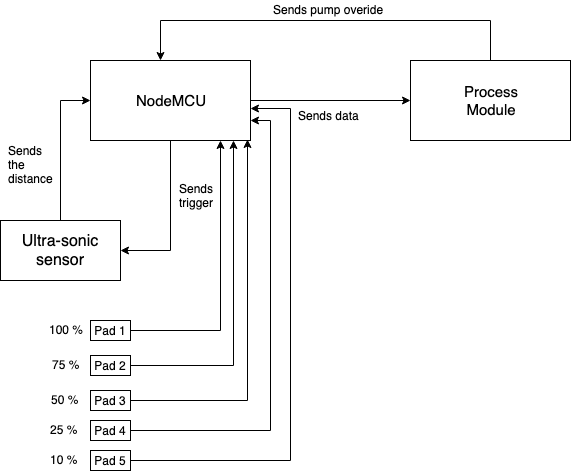 Sends pump overide
NodeMCU
Process
Module
Sends data
Sends
the
distance
Sends
trigger
Ultra-sonic
sensor
100 % Pad 1
75 % Pad 2
50 % Pad 3
25 % Pad 4
10 % Pad 5